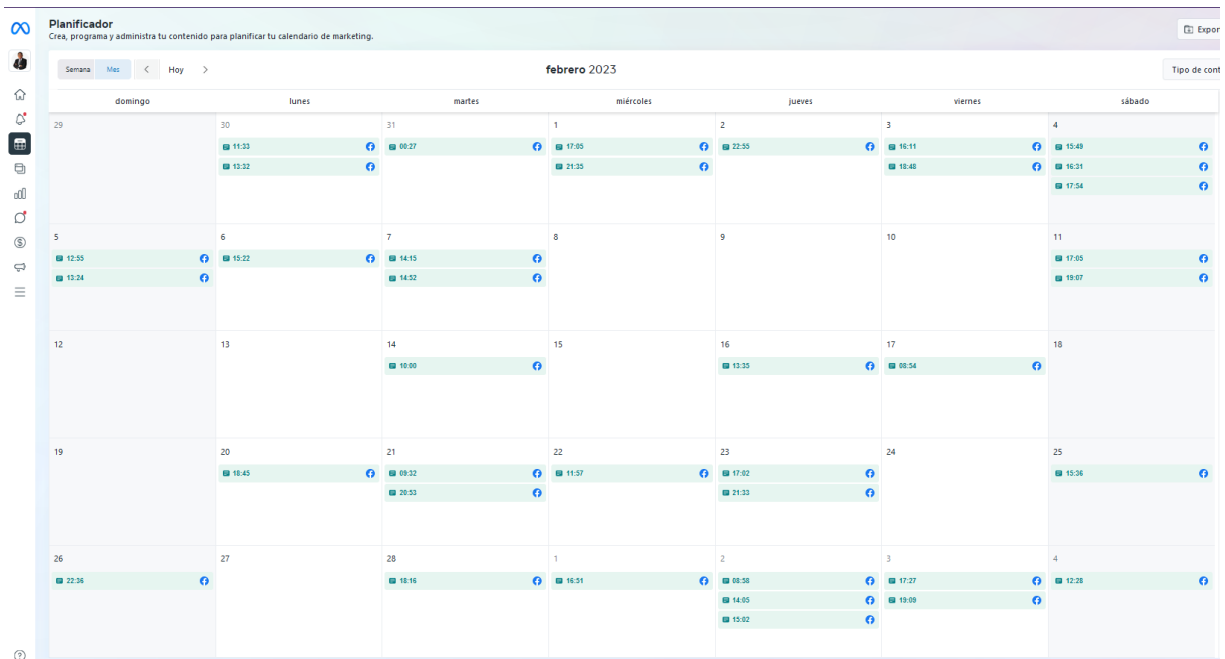 Planificador
Crea, programa y administra tu contenido para planificar tu calendario de marketing.
Expor
Semana Mes Hoy febrero 2023 Tipo de cont
domingo lunes martes miércoles jueves viernes sábado
29 30 31 1 2 3 4
11:33 00:27 17:05 22:55 16:11 15:49
13:32 21:35 18:48 16:31
17:54
5 6 7 8 9 10 11
12:55 15:22 14:15 17:05
13:24 14:52 19:07
12 13 14 15 16 17 18
10:00 13:35 08:54
19 20 21 22 23 24 25
18:45 09:32 11:57 17:02 15:36
20:53 21:33
26 27 28 1 2 3 4
22:36 18:16 16:51 08:58 17:27 12:28
14:05 19:09
15:02